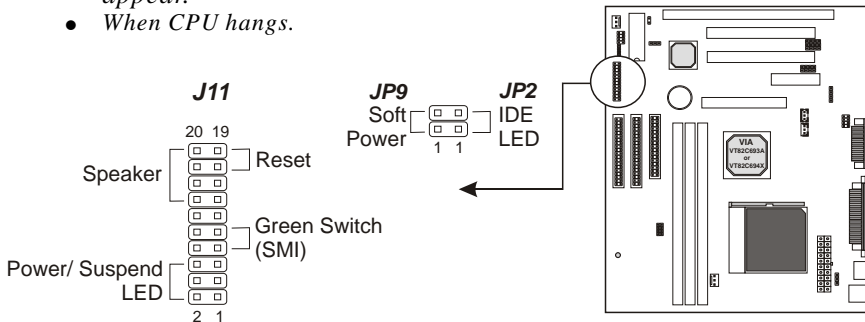 appear.
● When CPU hangs.
J11
JP9
JP2
Soft
Power
IDE
LED
1 1
20 19
Speaker
Reset
Green Switch
(SMI)
Power/ Suspend
LED
2 1
VIA
VT82C693A
or
VT82C694X